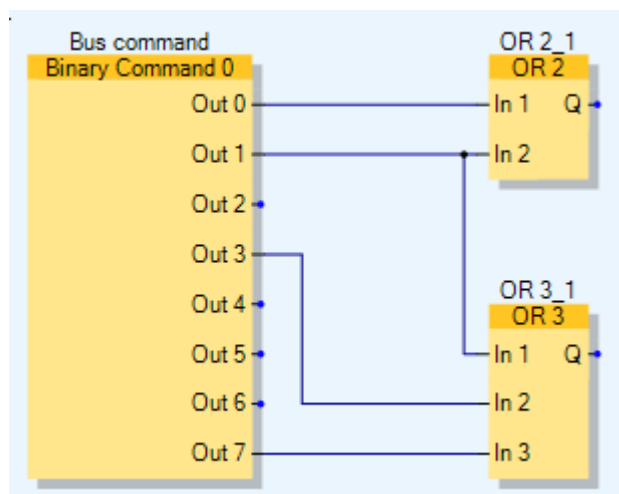 Bus command
Binary Command 0
Out 0
Out 1
Out 2
Out 3
Out 4
Out 5
Out 6
Out 7
OR 2_1
OR 2
In 1 Q
In 2
OR 3_1
OR 3
In 1 Q
In 2
In 3